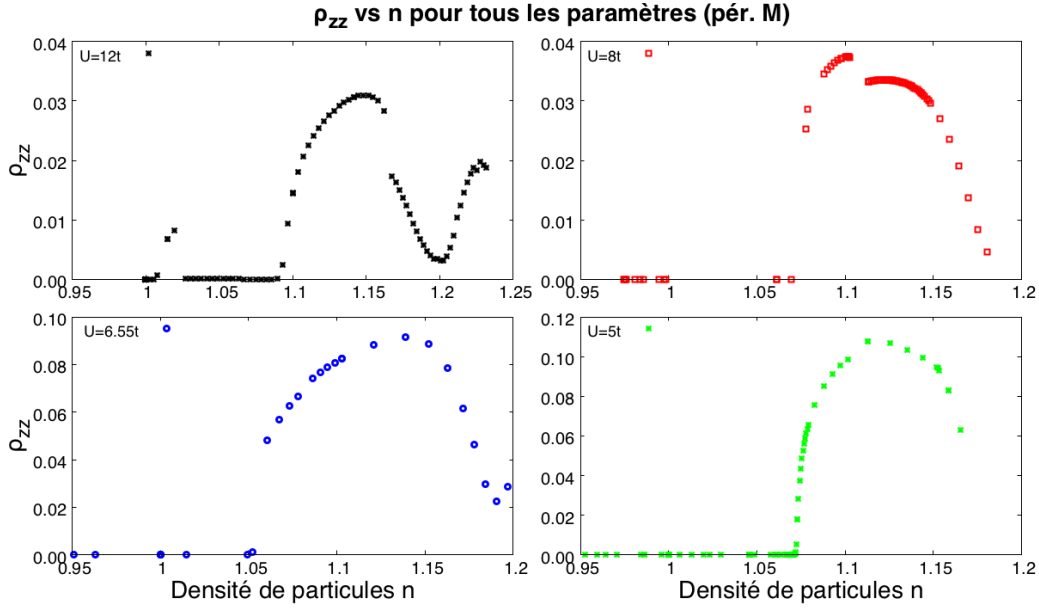 ρzz vs n pour tous les paramètres (pér. M)
U=12t
ρzz
0.04
0.03
0.02
0.01
0.00
0.95 1 1.05 1.1 1.15 1.2 1.25
U=8t
0.04
0.03
0.02
0.01
0.00
0.95 1 1.05 1.1 1.15 1.2
U=6.55t
ρzz
0.10
0.08
0.06
0.04
0.02
0.00
0.95 1 1.05 1.1 1.15 1.2
Densité de particules n
U=5t
0.12
0.10
0.08
0.06
0.04
0.02
0.00
0.95 1 1.05 1.1 1.15 1.2
Densité de particules n